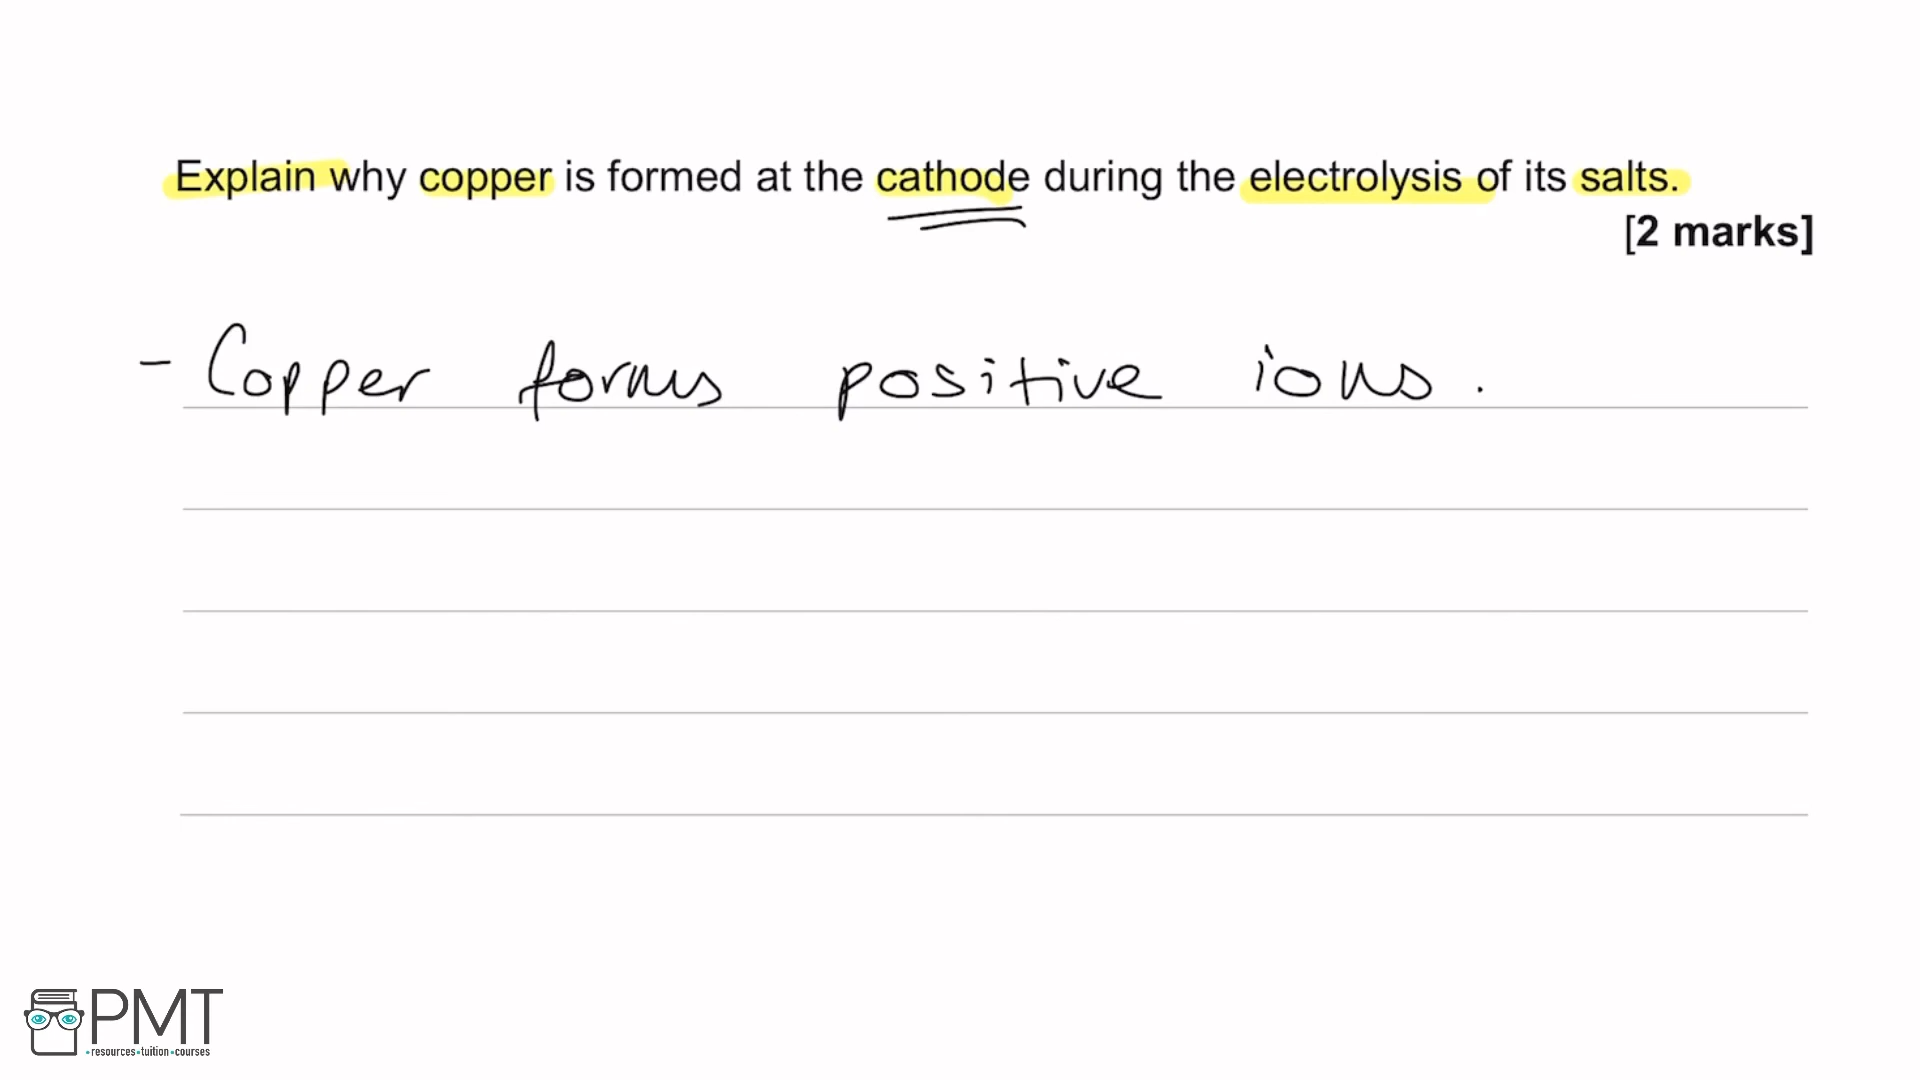 Explain why copper is formed at the cathode during the electrolysis of its salts.
[2 marks]
- Copper forms positive ions.
PMT
•resources•tuition•courses